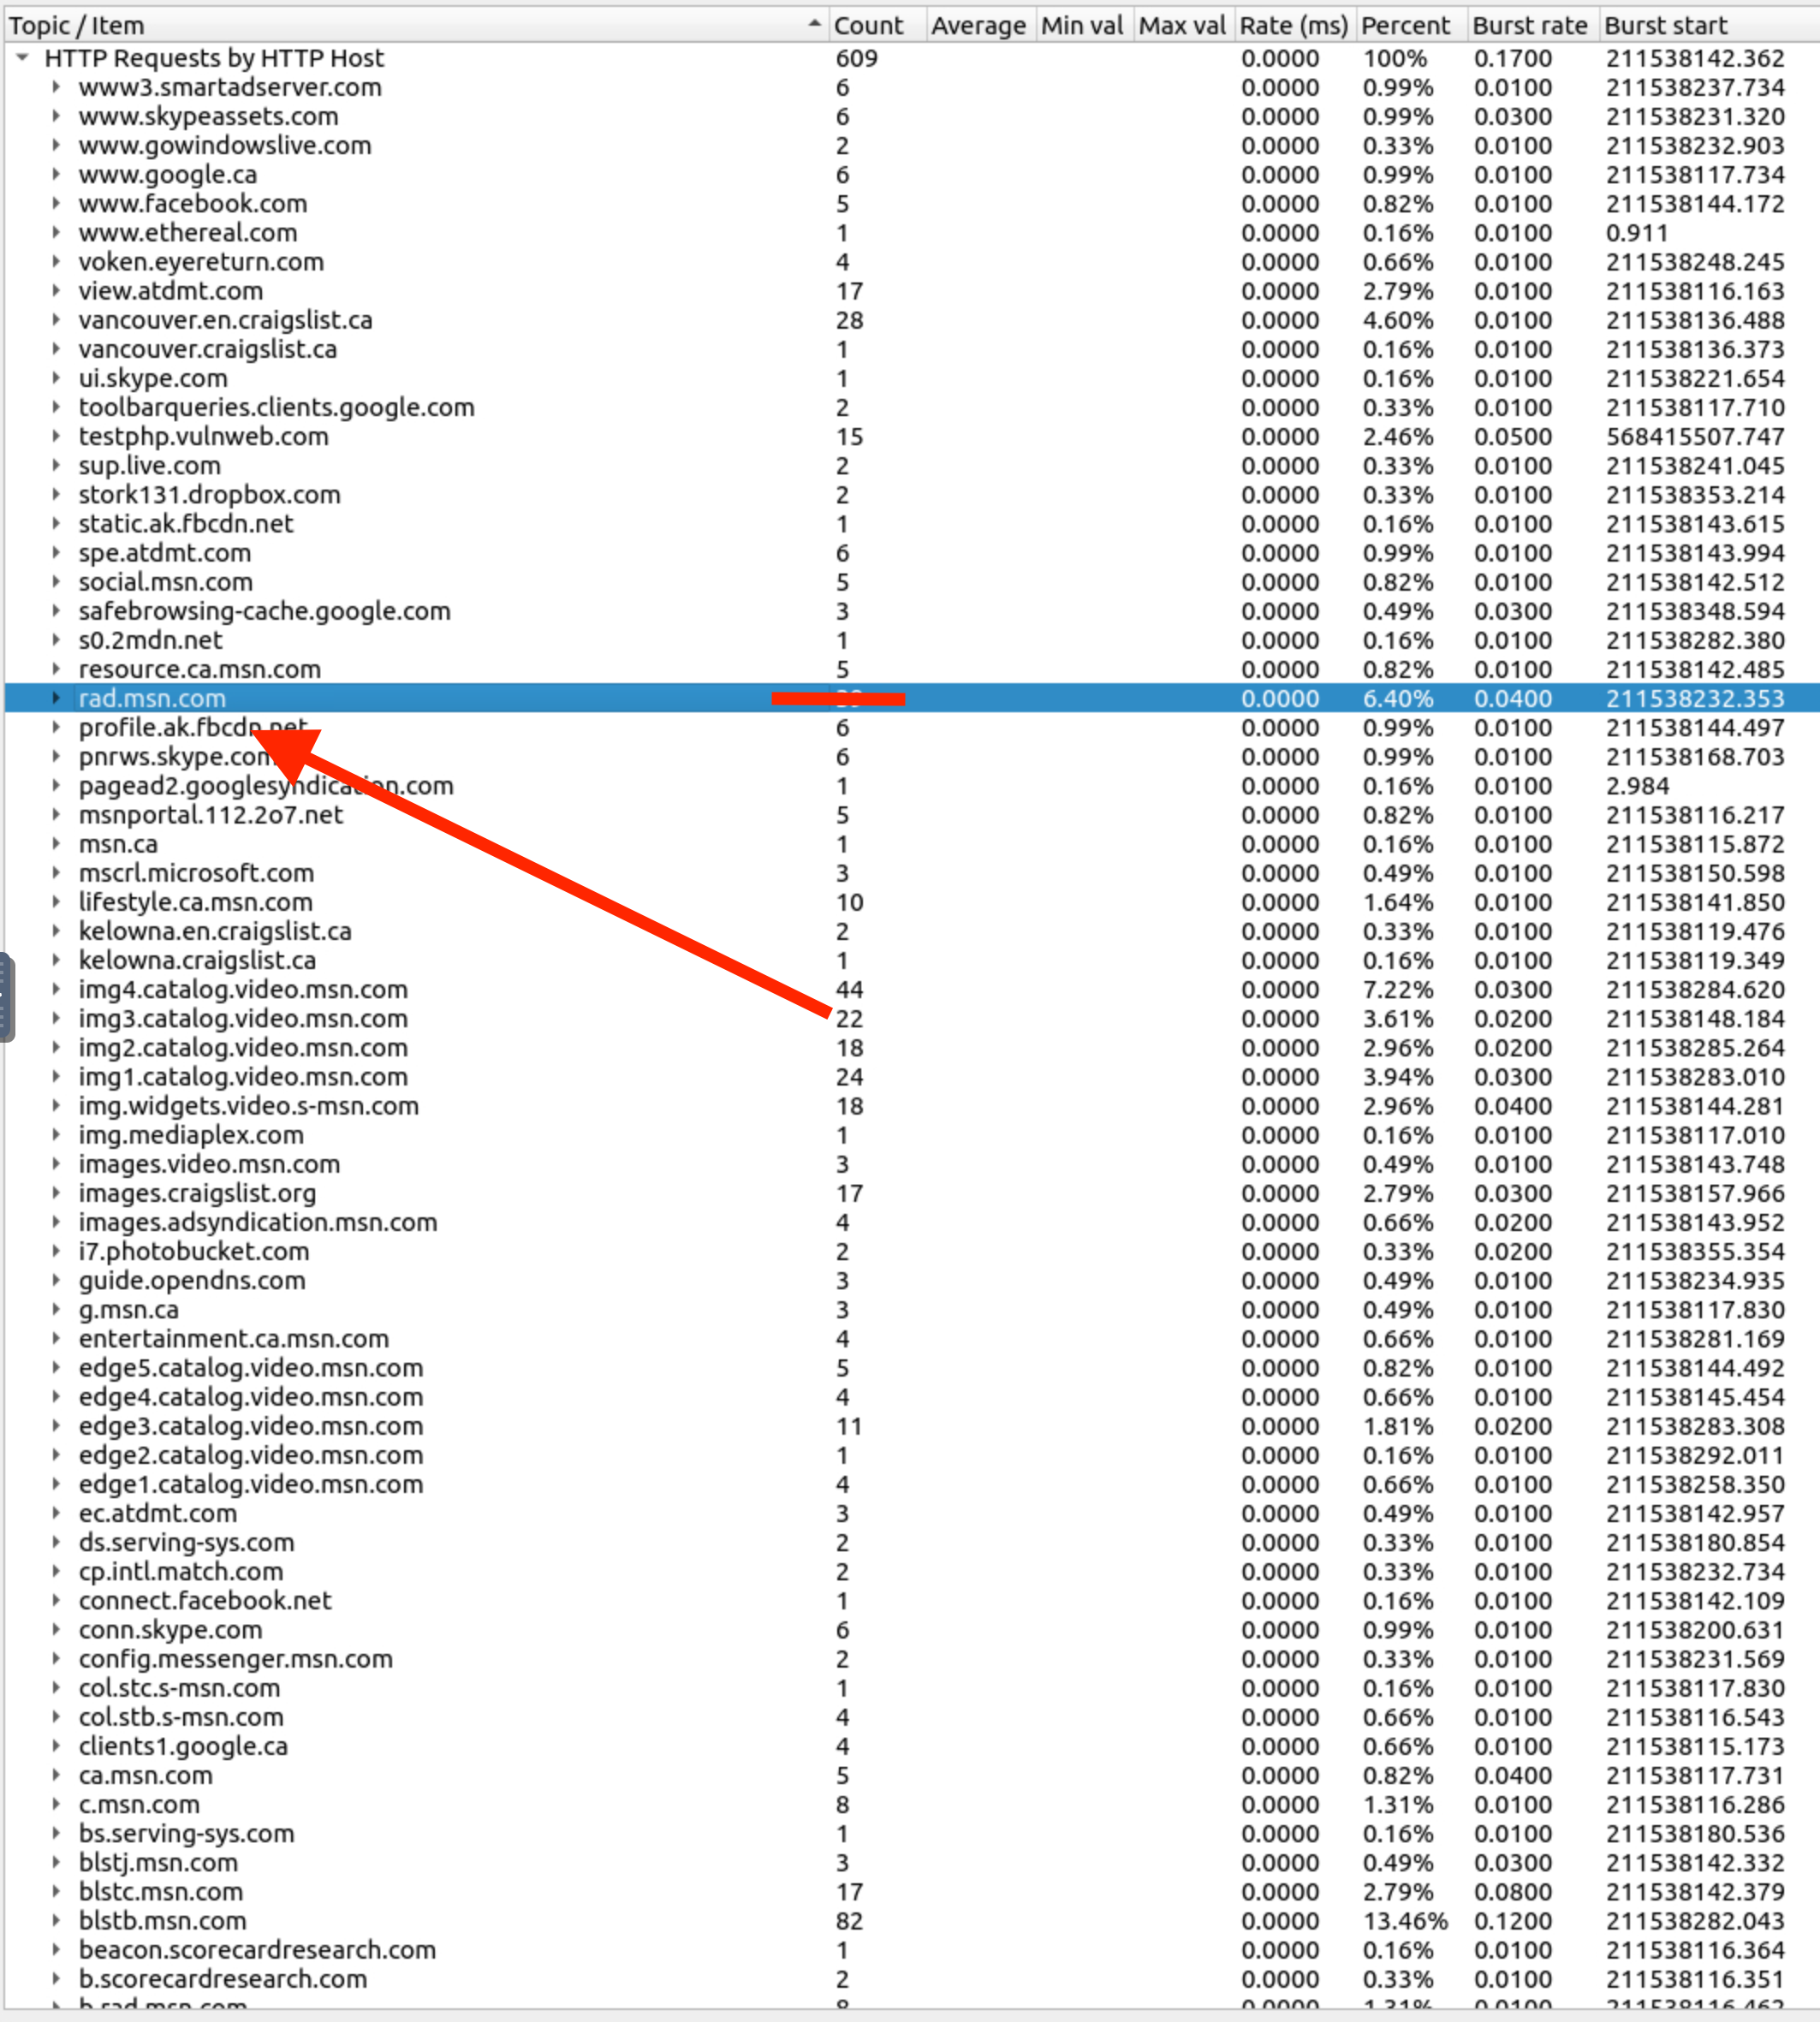 Topic / Item Count Average Min val Max val Rate (ms) Percent Burst rate Burst start
HTTP Requests by HTTP Host 609 0.0000 100% 0.1700 211538142.362
www3.smartadserver.com 6 0.0000 0.99% 0.0100 211538237.734
www.skypeassets.com 6 0.0000 0.99% 0.0300 211538231.320
www.gowindowslive.com 2 0.0000 0.33% 0.0100 211538232.903
www.google.ca 6 0.0000 0.99% 0.0100 211538117.734
www.facebook.com 5 0.0000 0.82% 0.0100 211538144.172
www.ethereal.com 1 0.0000 0.16% 0.0100 0.911
voken.eyereturn.com 4 0.0000 0.66% 0.0100 211538248.245
view.atdmt.com 17 0.0000 2.79% 0.0100 211538116.163
vancouver.en.craigslist.ca 28 0.0000 4.60% 0.0100 211538136.488
vancouver.craigslist.ca 1 0.0000 0.16% 0.0100 211538136.373
ui.skype.com 1 0.0000 0.16% 0.0100 211538221.654
toolbarqueries.clients.google.com 2 0.0000 0.33% 0.0100 211538117.710
testphp.vulnweb.com 15 0.0000 2.46% 0.0500 568415507.747
sup.live.com 2 0.0000 0.33% 0.0100 211538241.045
stork131.dropbox.com 2 0.0000 0.33% 0.0100 211538353.214
static.ak.fbcdn.net 1 0.0000 0.16% 0.0100 211538143.615
spe.atdmt.com 6 0.0000 0.99% 0.0100 211538143.994
social.msn.com 5 0.0000 0.82% 0.0100 211538142.512
safebrowsing-cache.google.com 3 0.0000 0.49% 0.0300 211538348.594
s0.2mdn.net 1 0.0000 0.16% 0.0100 211538282.380
resource.ca.msn.com 5 0.0000 0.82% 0.0100 211538142.485
rad.msn.com 0.0000 6.40% 0.0400 211538232.353
profile.ak.fbcdn.net 6 0.0000 0.99% 0.0100 211538144.497
pnrws.skype.com 6 0.0000 0.99% 0.0100 211538168.703
pagead2.googlesyndication.com 1 0.0000 0.16% 0.0100 2.984
msnportal.112.2o7.net 5 0.0000 0.82% 0.0100 211538116.217
msn.ca 1 0.0000 0.16% 0.0100 211538115.872
mscrl.microsoft.com 3 0.0000 0.49% 0.0100 211538150.598
lifestyle.ca.msn.com 10 0.0000 1.64% 0.0100 211538141.850
kelowna.en.craigslist.ca 2 0.0000 0.33% 0.0100 211538119.476
kelowna.craigslist.ca 1 0.0000 0.16% 0.0100 211538119.349
img4.catalog.video.msn.com 44 0.0000 7.22% 0.0300 211538284.620
img3.catalog.video.msn.com 22 0.0000 3.61% 0.0200 211538148.184
img2.catalog.video.msn.com 18 0.0000 2.96% 0.0200 211538285.264
img1.catalog.video.msn.com 24 0.0000 3.94% 0.0300 211538283.010
img.widgets.video.s-msn.com 18 0.0000 2.96% 0.0400 211538144.281
img.mediaplex.com 1 0.0000 0.16% 0.0100 211538117.010
images.video.msn.com 3 0.0000 0.49% 0.0100 211538143.748
images.craigslist.org 17 0.0000 2.79% 0.0300 211538157.966
images.adsyndication.msn.com 4 0.0000 0.66% 0.0200 211538143.952
i7.photobucket.com 2 0.0000 0.33% 0.0200 211538355.354
guide.opendns.com 3 0.0000 0.49% 0.0100 211538234.935
g.msn.ca 3 0.0000 0.49% 0.0100 211538117.830
entertainment.ca.msn.com 4 0.0000 0.66% 0.0100 211538281.169
edge5.catalog.video.msn.com 5 0.0000 0.82% 0.0100 211538144.492
edge4.catalog.video.msn.com 4 0.0000 0.66% 0.0100 211538145.454
edge3.catalog.video.msn.com 11 0.0000 1.81% 0.0200 211538283.308
edge2.catalog.video.msn.com 1 0.0000 0.16% 0.0100 211538292.011
edge1.catalog.video.msn.com 4 0.0000 0.66% 0.0100 211538258.350
ec.atdmt.com 3 0.0000 0.49% 0.0100 211538142.957
ds.serving-sys.com 2 0.0000 0.33% 0.0100 211538180.854
cp.intl.match.com 2 0.0000 0.33% 0.0100 211538232.734
connect.facebook.net 1 0.0000 0.16% 0.0100 211538142.109
conn.skype.com 6 0.0000 0.99% 0.0100 211538200.631
config.messenger.msn.com 2 0.0000 0.33% 0.0100 211538231.569
col.stc.s-msn.com 1 0.0000 0.16% 0.0100 211538117.830
col.stb.s-msn.com 4 0.0000 0.66% 0.0100 211538116.543
clients1.google.ca 4 0.0000 0.66% 0.0100 211538115.173
ca.msn.com 5 0.0000 0.82% 0.0400 211538117.731
c.msn.com 8 0.0000 1.31% 0.0100 211538116.286
bs.serving-sys.com 1 0.0000 0.16% 0.0100 211538180.536
blstj.msn.com 3 0.0000 0.49% 0.0300 211538142.332
blstc.msn.com 17 0.0000 2.79% 0.0800 211538142.379
blstb.msn.com 82 0.0000 13.46% 0.1200 211538282.043
beacon.scorecardresearch.com 1 0.0000 0.16% 0.0100 211538116.364
b.scorecardresearch.com 2 0.0000 0.33% 0.0100 211538116.351
b.rad.msn.com 8 0.0000 1.31% 0.0100 211538116.462